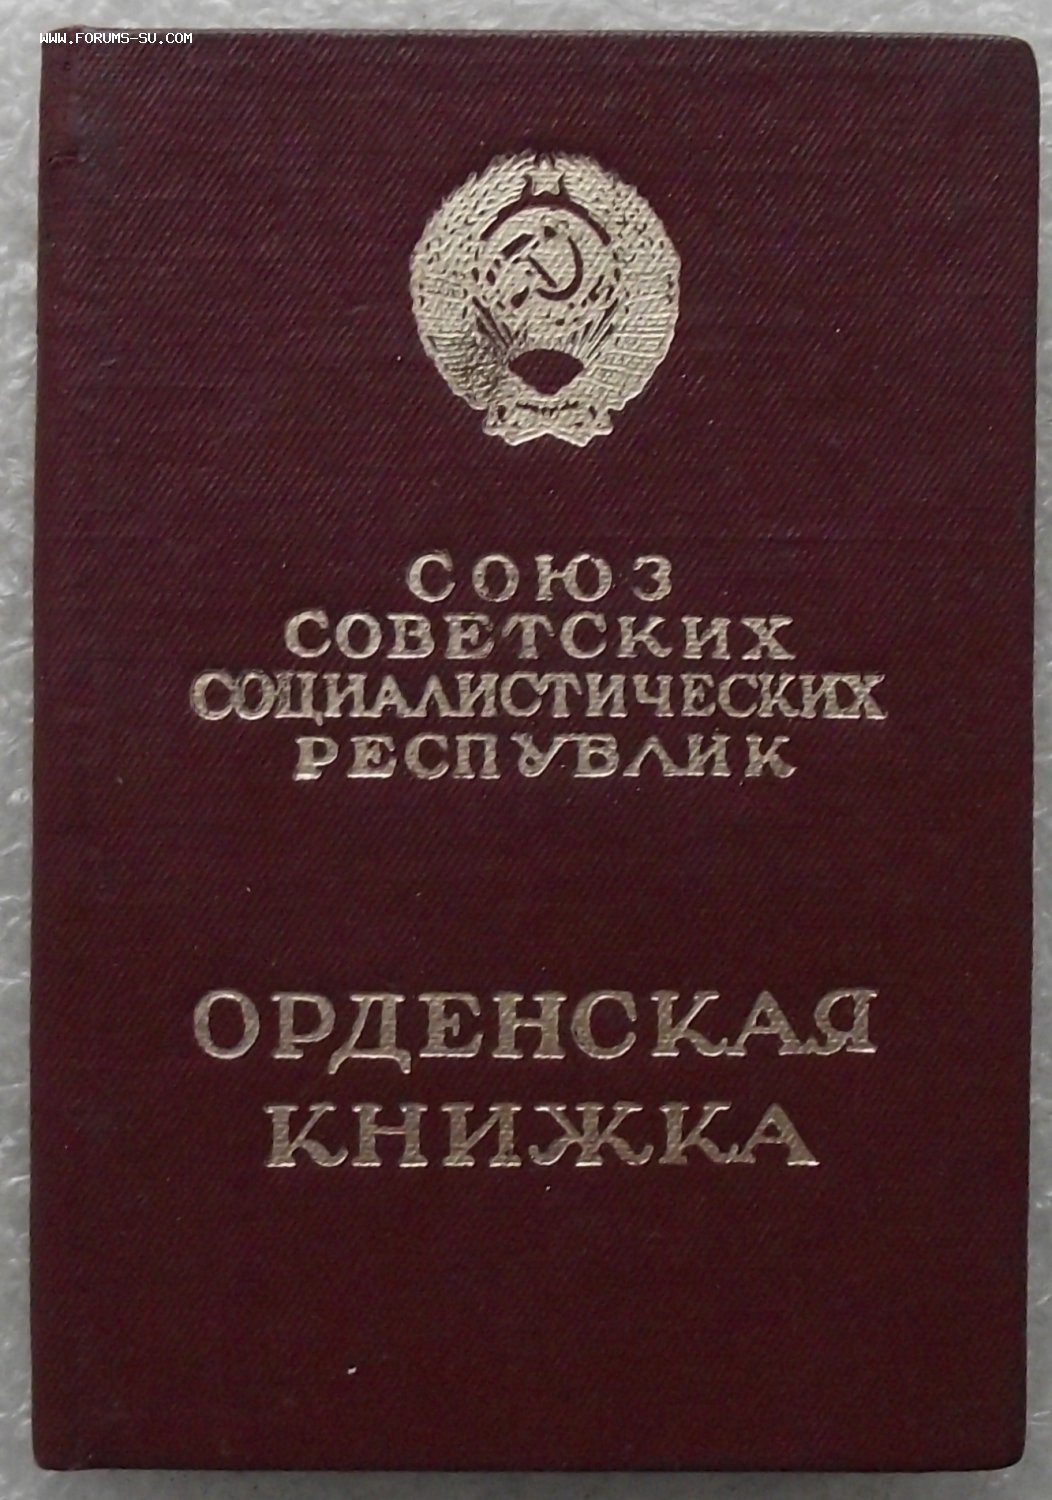 WWW.FORUMS-SU.COM
СОЮЗ
СОВЕТСКИХ
СОЦИАЛИСТИЧЕСКИХ
РЕСПУБЛИК
ОРДЕНСКАЯ
КНИЖКА